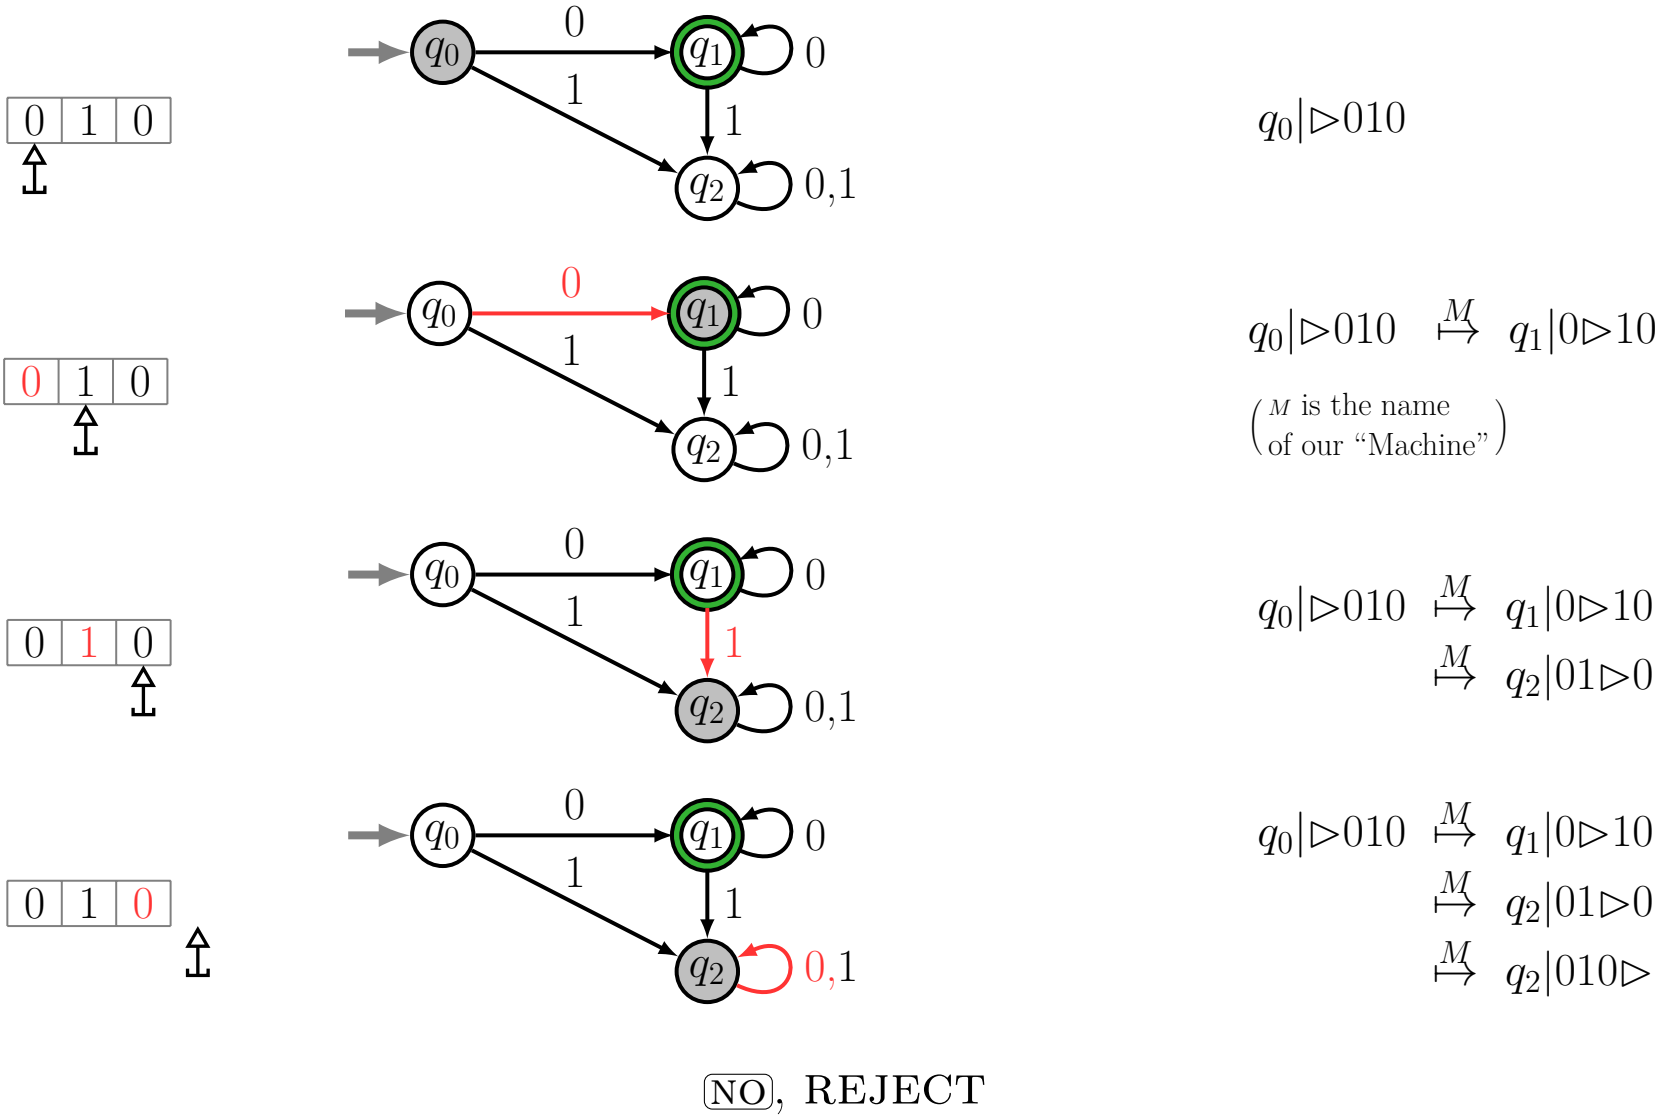 0
q₀ q₁ 0
1
0 1 0 1 q₀|▷010
q₂ 0,1
0
q₀ q₁ 0
q₀|▷010 M↦ q₁|0▷10
1
0 1 0 1
(M is the name
of our “Machine”)
q₂ 0,1
0
q₀ q₁ 0
1 q₀|▷010 M↦ q₁|0▷10
0 1 0 1
M↦ q₂|01▷0
q₂ 0,1
0
q₀ q₁ 0 q₀|▷010 M↦ q₁|0▷10
1
0 1 0 1 M↦ q₂|01▷0
q₂ 0,1 M↦ q₂|010▷
NO, REJECT